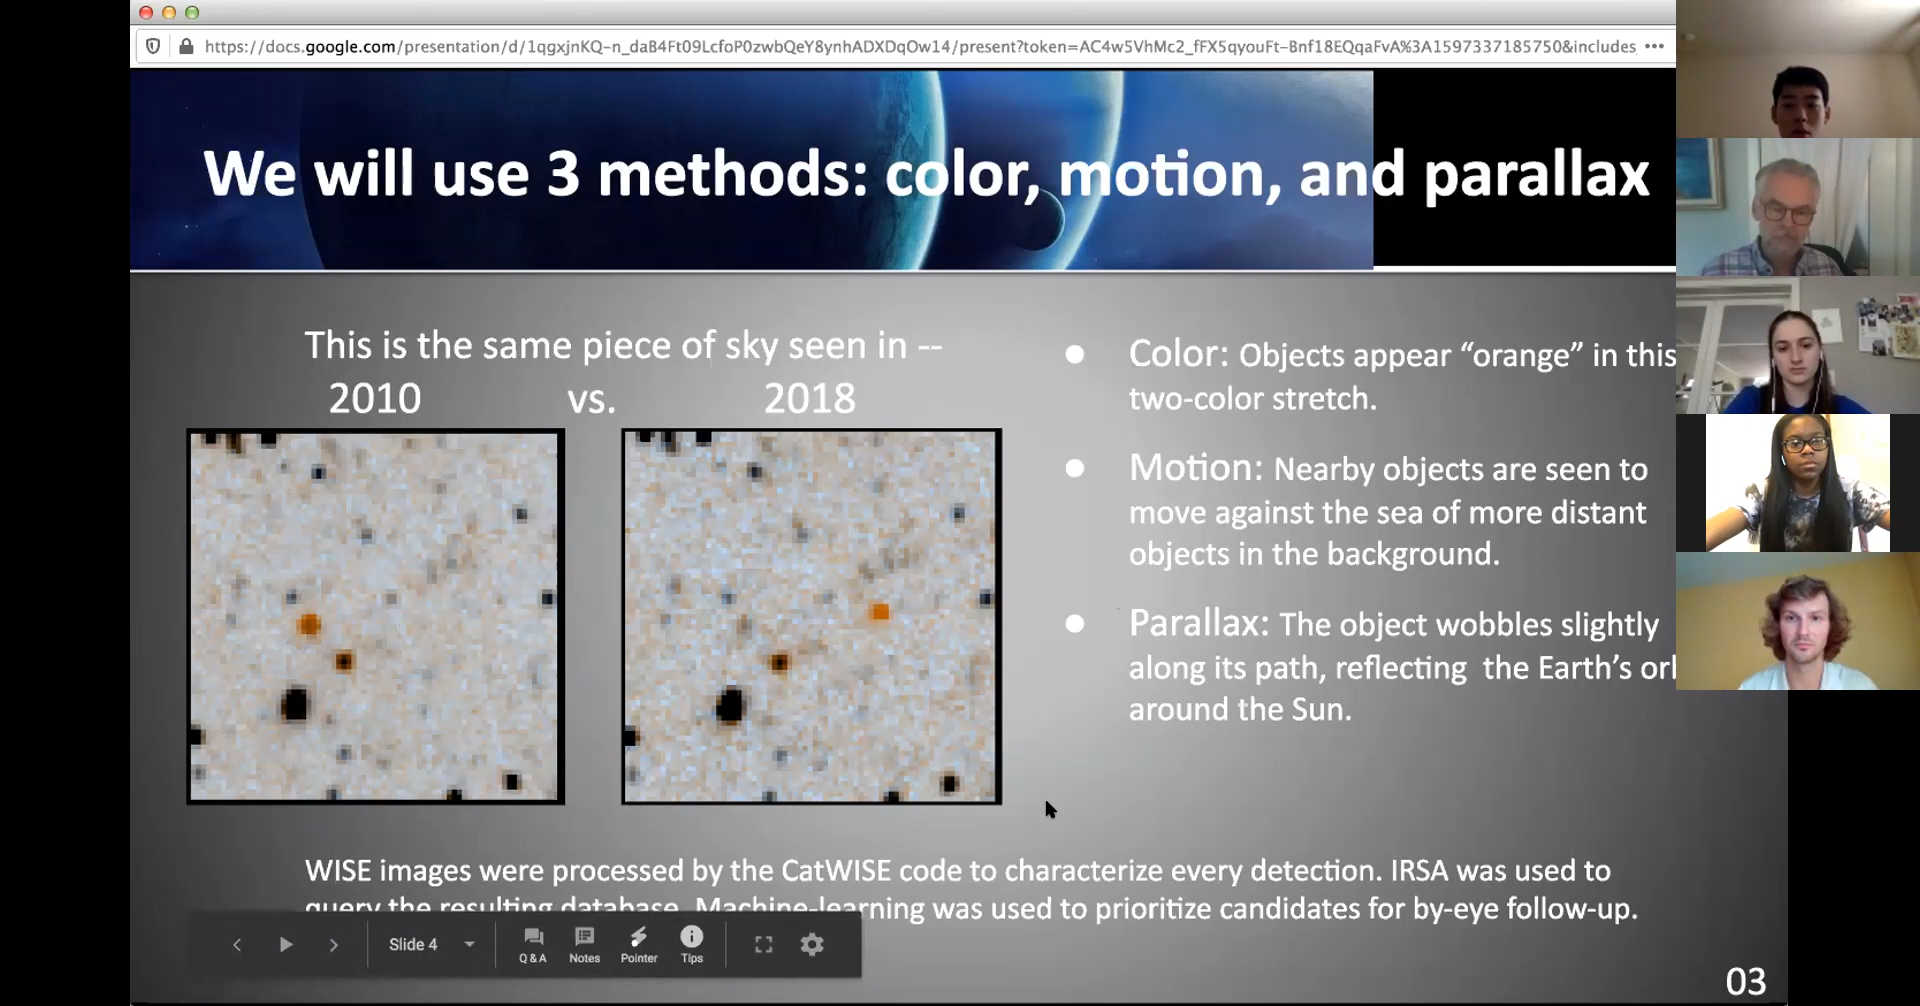 https://docs.google.com/presentation/d/1qgxjnKQ-n_daB4Ft09LcfoP0zwbQeY8ynhADXDqOw14/present?token=AC4w5VhMc2_fFX5qyouFt-Bnf18EQqaFvA%3A1597337185750&includes
We will use 3 methods: color, motion, and parallax
This is the same piece of sky seen in --
2010 vs. 2018
● Color: Objects appear “orange” in this
two-color stretch.
● Motion: Nearby objects are seen to
move against the sea of more distant
objects in the background.
● Parallax: The object wobbles slightly
along its path, reflecting the Earth’s
around the Sun.
WISE images were processed by the CatWISE code to characterize every detection. IRSA was used to
query the resulting database. Machine-learning was used to prioritize candidates for by-eye follow-up.
Slide 4
Q & A
Notes
Pointer
Tips
03